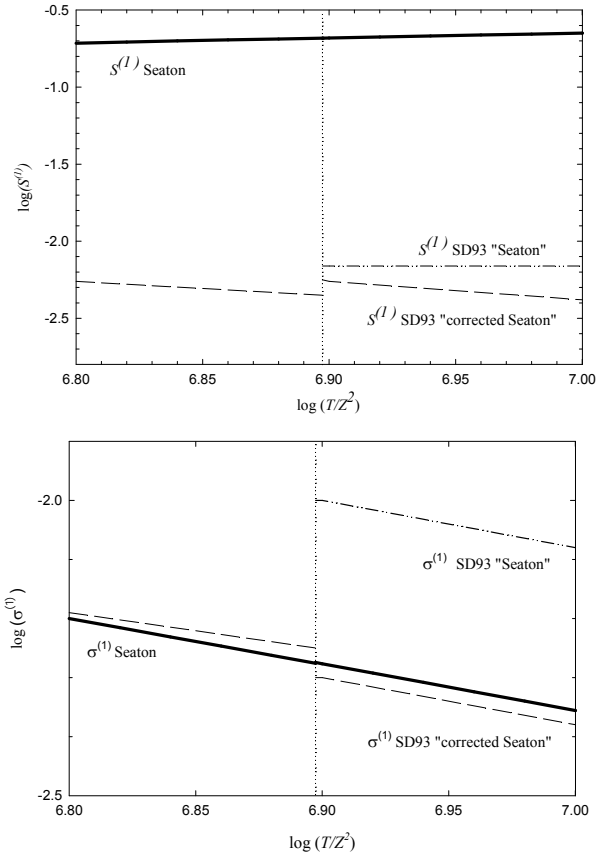 -0.5
S(1) Seaton
-1.0
log(S(1))
-1.5
-2.0
S(1) SD93 "Seaton"
-2.5
S(1) SD93 "corrected Seaton"
6.80 6.85 6.90 6.95 7.00
log (T/Z2)
-2.0
σ(1) SD93 "Seaton"
log (σ(1))
σ(1) Seaton
σ(1) SD93 "corrected Seaton"
-2.5
6.80 6.85 6.90 6.95 7.00
log (T/Z2)